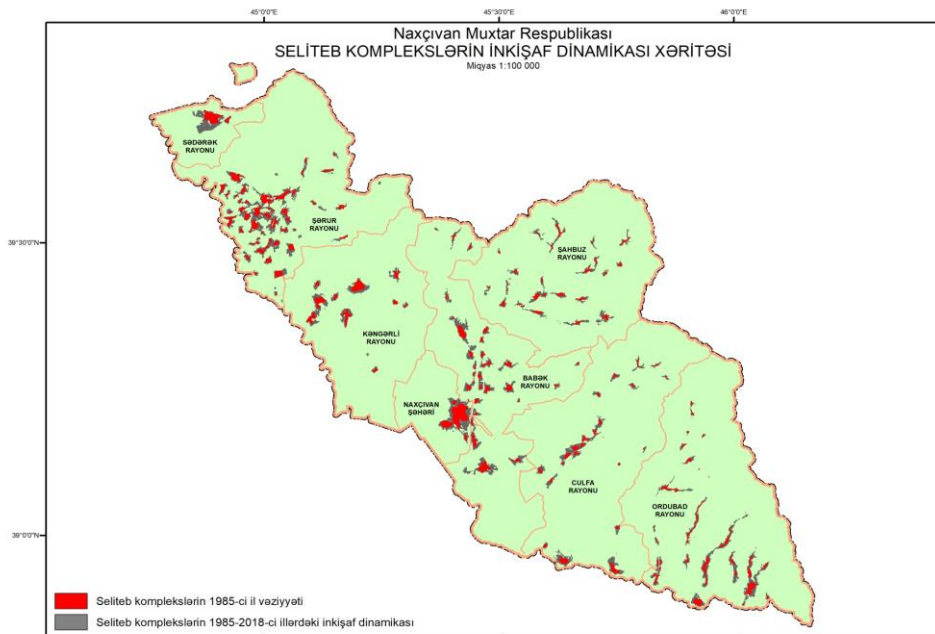 45°0'0"E 45°30'0"E 46°0'0"E
Naxçıvan Muxtar Respublikası
SELİTEB KOMPLEKSLƏRİN İNKİŞAF DİNAMİKASI XƏRİTƏSİ
Miqyas 1:100 000
SƏDƏRƏK
RAYONU
ŞƏRUR
RAYONU
39°30'0"N
ŞAHBUZ
RAYONU
KƏNGƏRLİ
RAYONU
BABƏK
RAYONU
NAXÇIVAN
ŞƏHƏRİ
CULFA
RAYONU
ORDUBAD
RAYONU
39°0'0"N
Seliteb komplekslərin 1985-ci il vəziyyəti
Seliteb komplekslərin 1985-2018-ci illərdəki inkişaf dinamikası